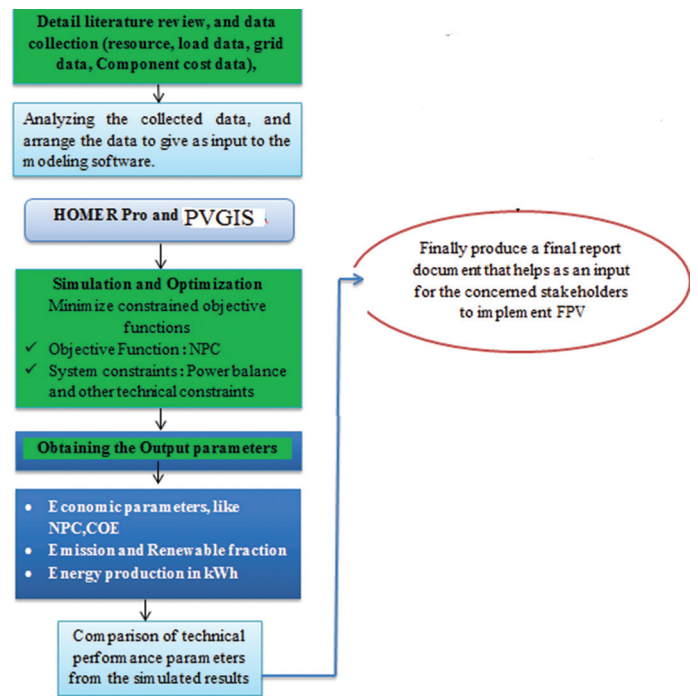 Detail literature review, and data
collection (resource, load data, grid
data, Component cost data),
Analyzing the collected data, and
arrange the data to give as input to the
modeling software.
HOMER Pro and PVGIS
Simulation and Optimization
Minimize constrained objective
functions
✓ Objective Function : NPC
✓ System constraints : Power balance
and other technical constraints
Obtaining the Output parameters
• Economic parameters, like
NPC,COE
• Emission and Renewable fraction
• Energy production in kWh
Comparison of technical
performance parameters
from the simulated results
Finally produce a final report
document that helps as an input
for the concerned stakeholders
to implement FPV